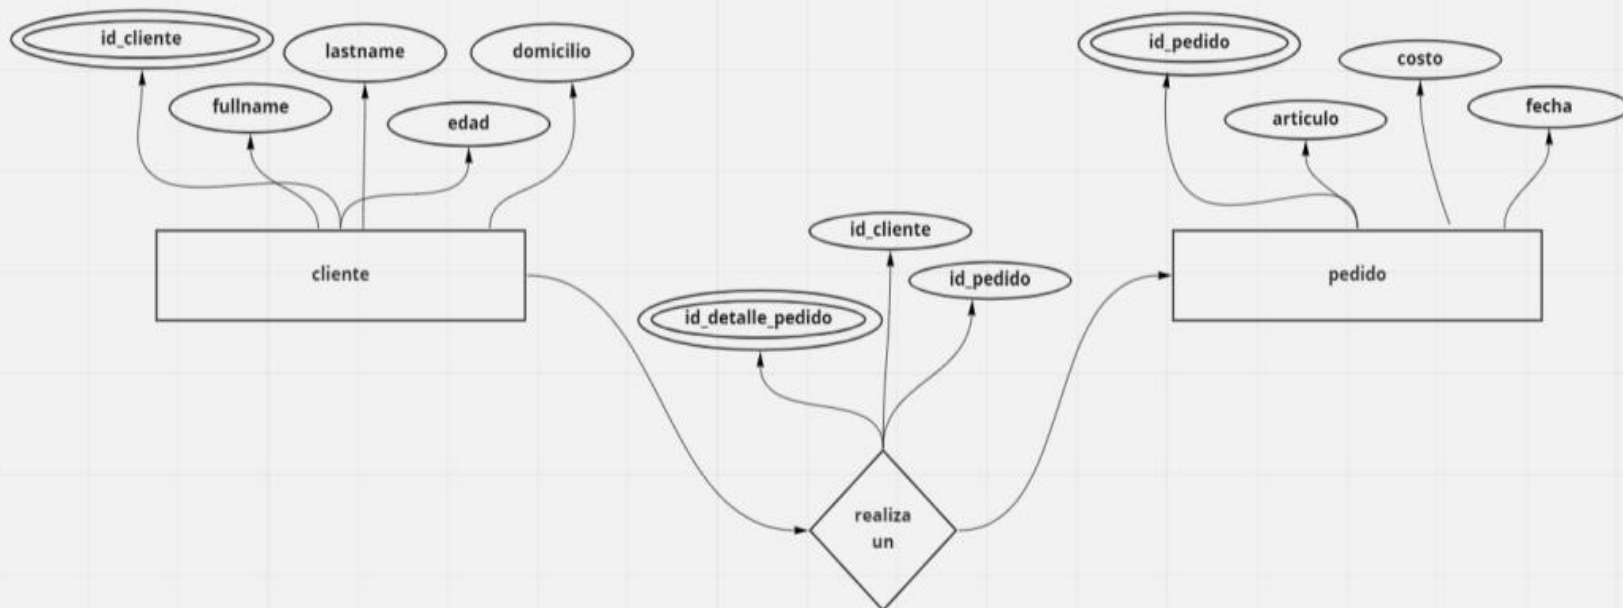 id_cliente
lastname
domicilio
fullname
edad
id_pedido
costo
articulo
fecha
cliente
id_cliente
id_pedido
id_detalle_pedido
pedido
realiza
un